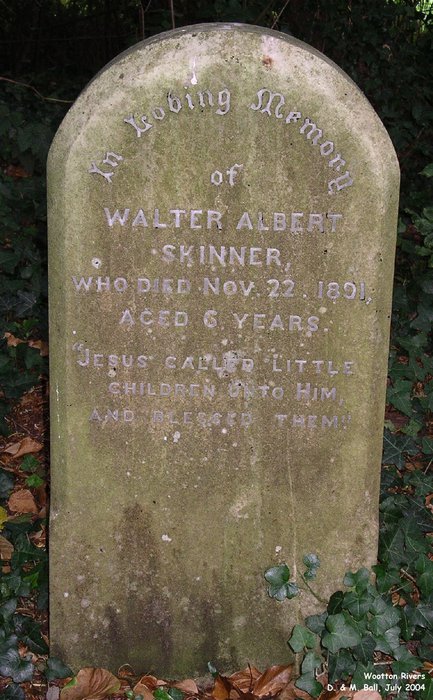 In Loving Memory
of
WALTER ALBERT
SKINNER,
WHO DIED NOV. 22. 1891,
AGED 6 YEARS.
"JESUS CALLED LITTLE
CHILDREN UNTO HIM,
AND BLESSED THEM."
Wootton Rivers
D. & M. Ball, July 2004